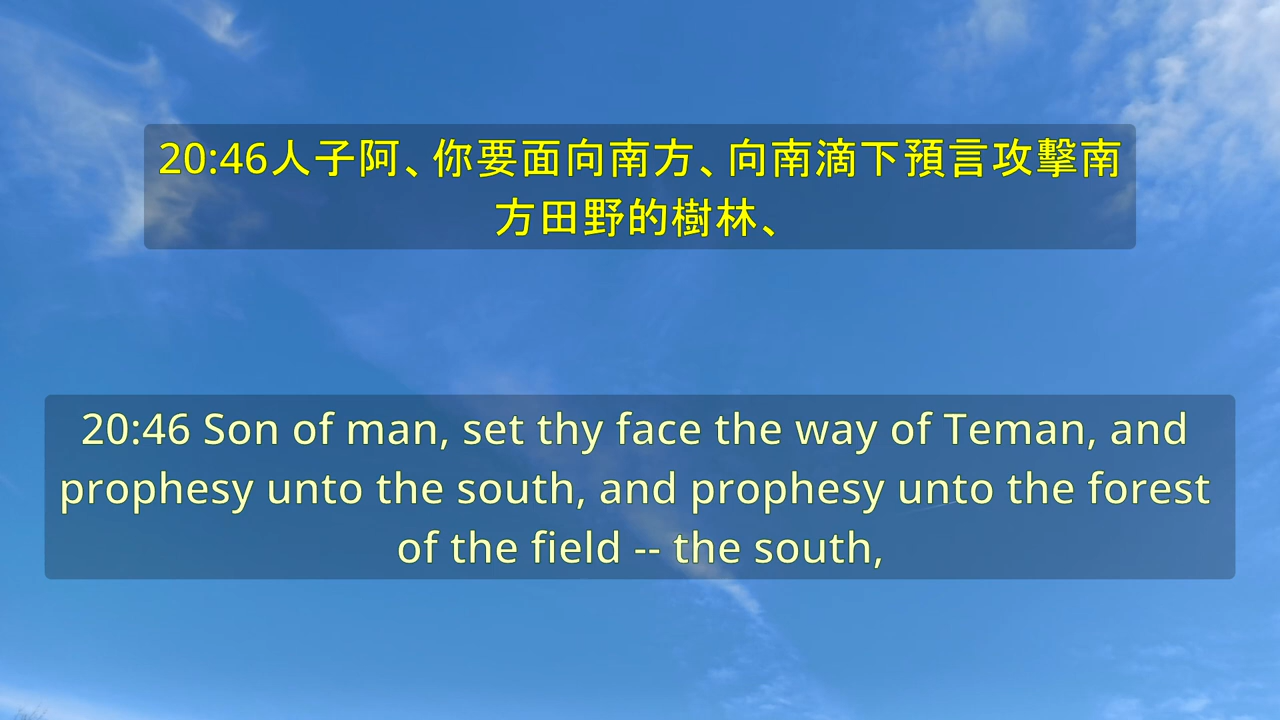 20:46人子阿、你要面向南方、向南滴下預言攻擊南
方田野的樹林、
20:46 Son of man, set thy face the way of Teman, and
prophesy unto the south, and prophesy unto the forest
of the field -- the south,